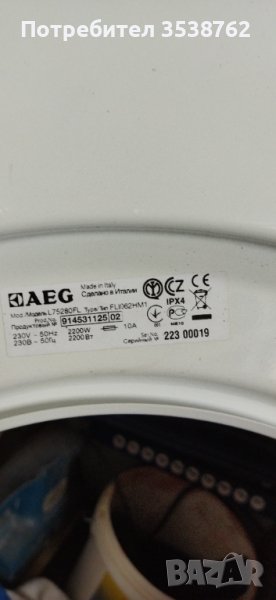 Потребител 3538762
AEG
Made in Italy
Сделано в Италии
Mod./Модель L75280FL Type/Тип FLI062HM1
Prod.No.
Продуктовый № 914531125 02
230V ~ 50Hz 2200W 10A
230В ~ 50Гц 2200Вт
IPX4
Ser.No.
Серийный № 223 00019
BAZAR